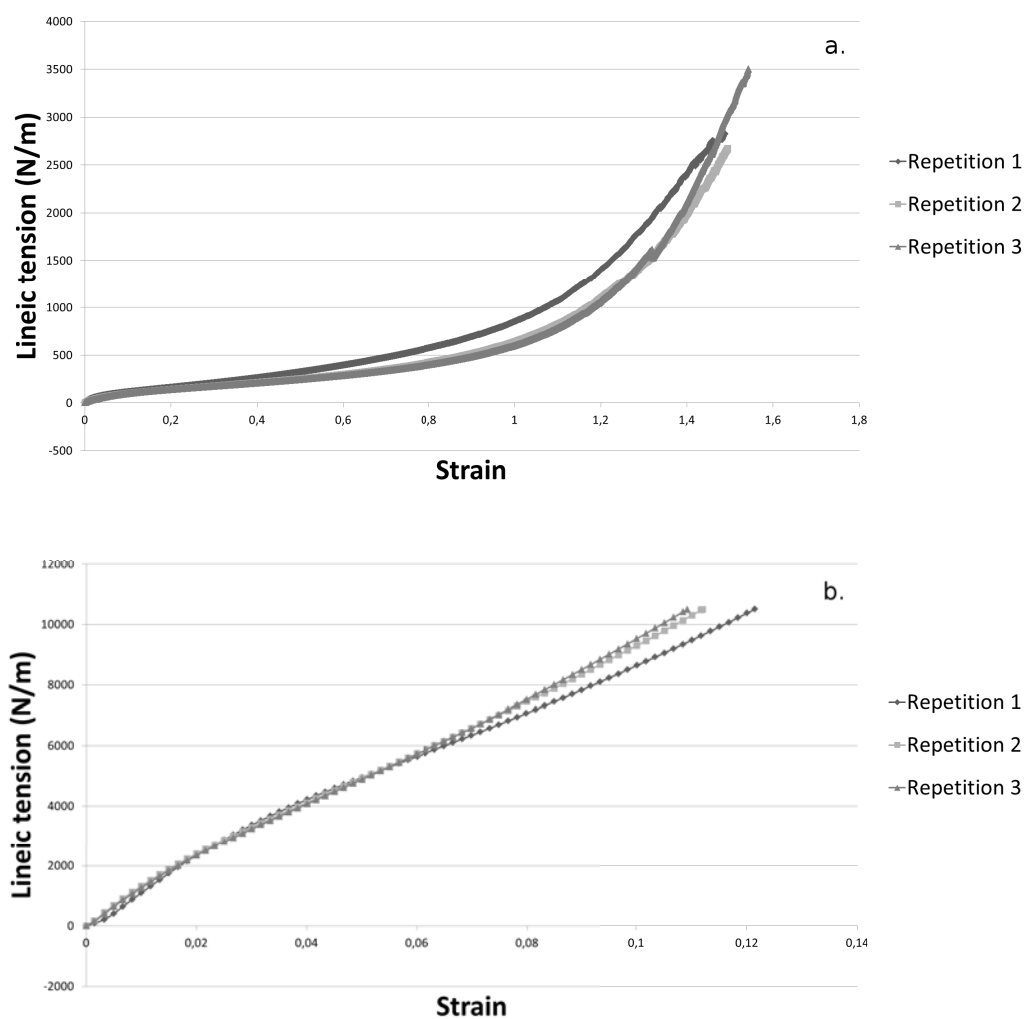 4000
a.
3500
3000
2500
2000
1500
1000
500
0
-500
0 0,2 0,4 0,6 0,8 1 1,2 1,4 1,6 1,8
Lineic tension (N/m)
Strain
Repetition 1
Repetition 2
Repetition 3
12000
b.
10000
8000
6000
4000
2000
0
-2000
0 0,02 0,04 0,06 0,08 0,1 0,12 0,14
Lineic tension (N/m)
Strain
Repetition 1
Repetition 2
Repetition 3